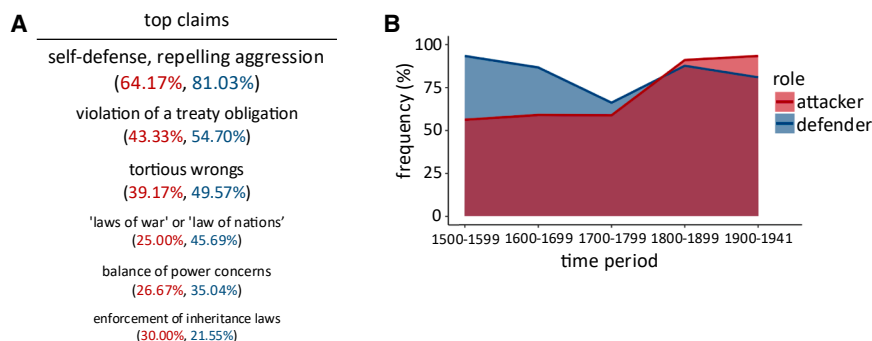 A
top claims
self-defense, repelling aggression
(64.17%, 81.03%)
violation of a treaty obligation
(43.33%, 54.70%)
tortious wrongs
(39.17%, 49.57%)
'laws of war' or 'law of nations’
(25.00%, 45.69%)
balance of power concerns
(26.67%, 35.04%)
enforcement of inheritance laws
(30.00%, 21.55%)
B
frequency (%)
100
75
50
25
0
1500-1599 1600-1699 1700-1799 1800-1899 1900-1941
time period
role
attacker
defender